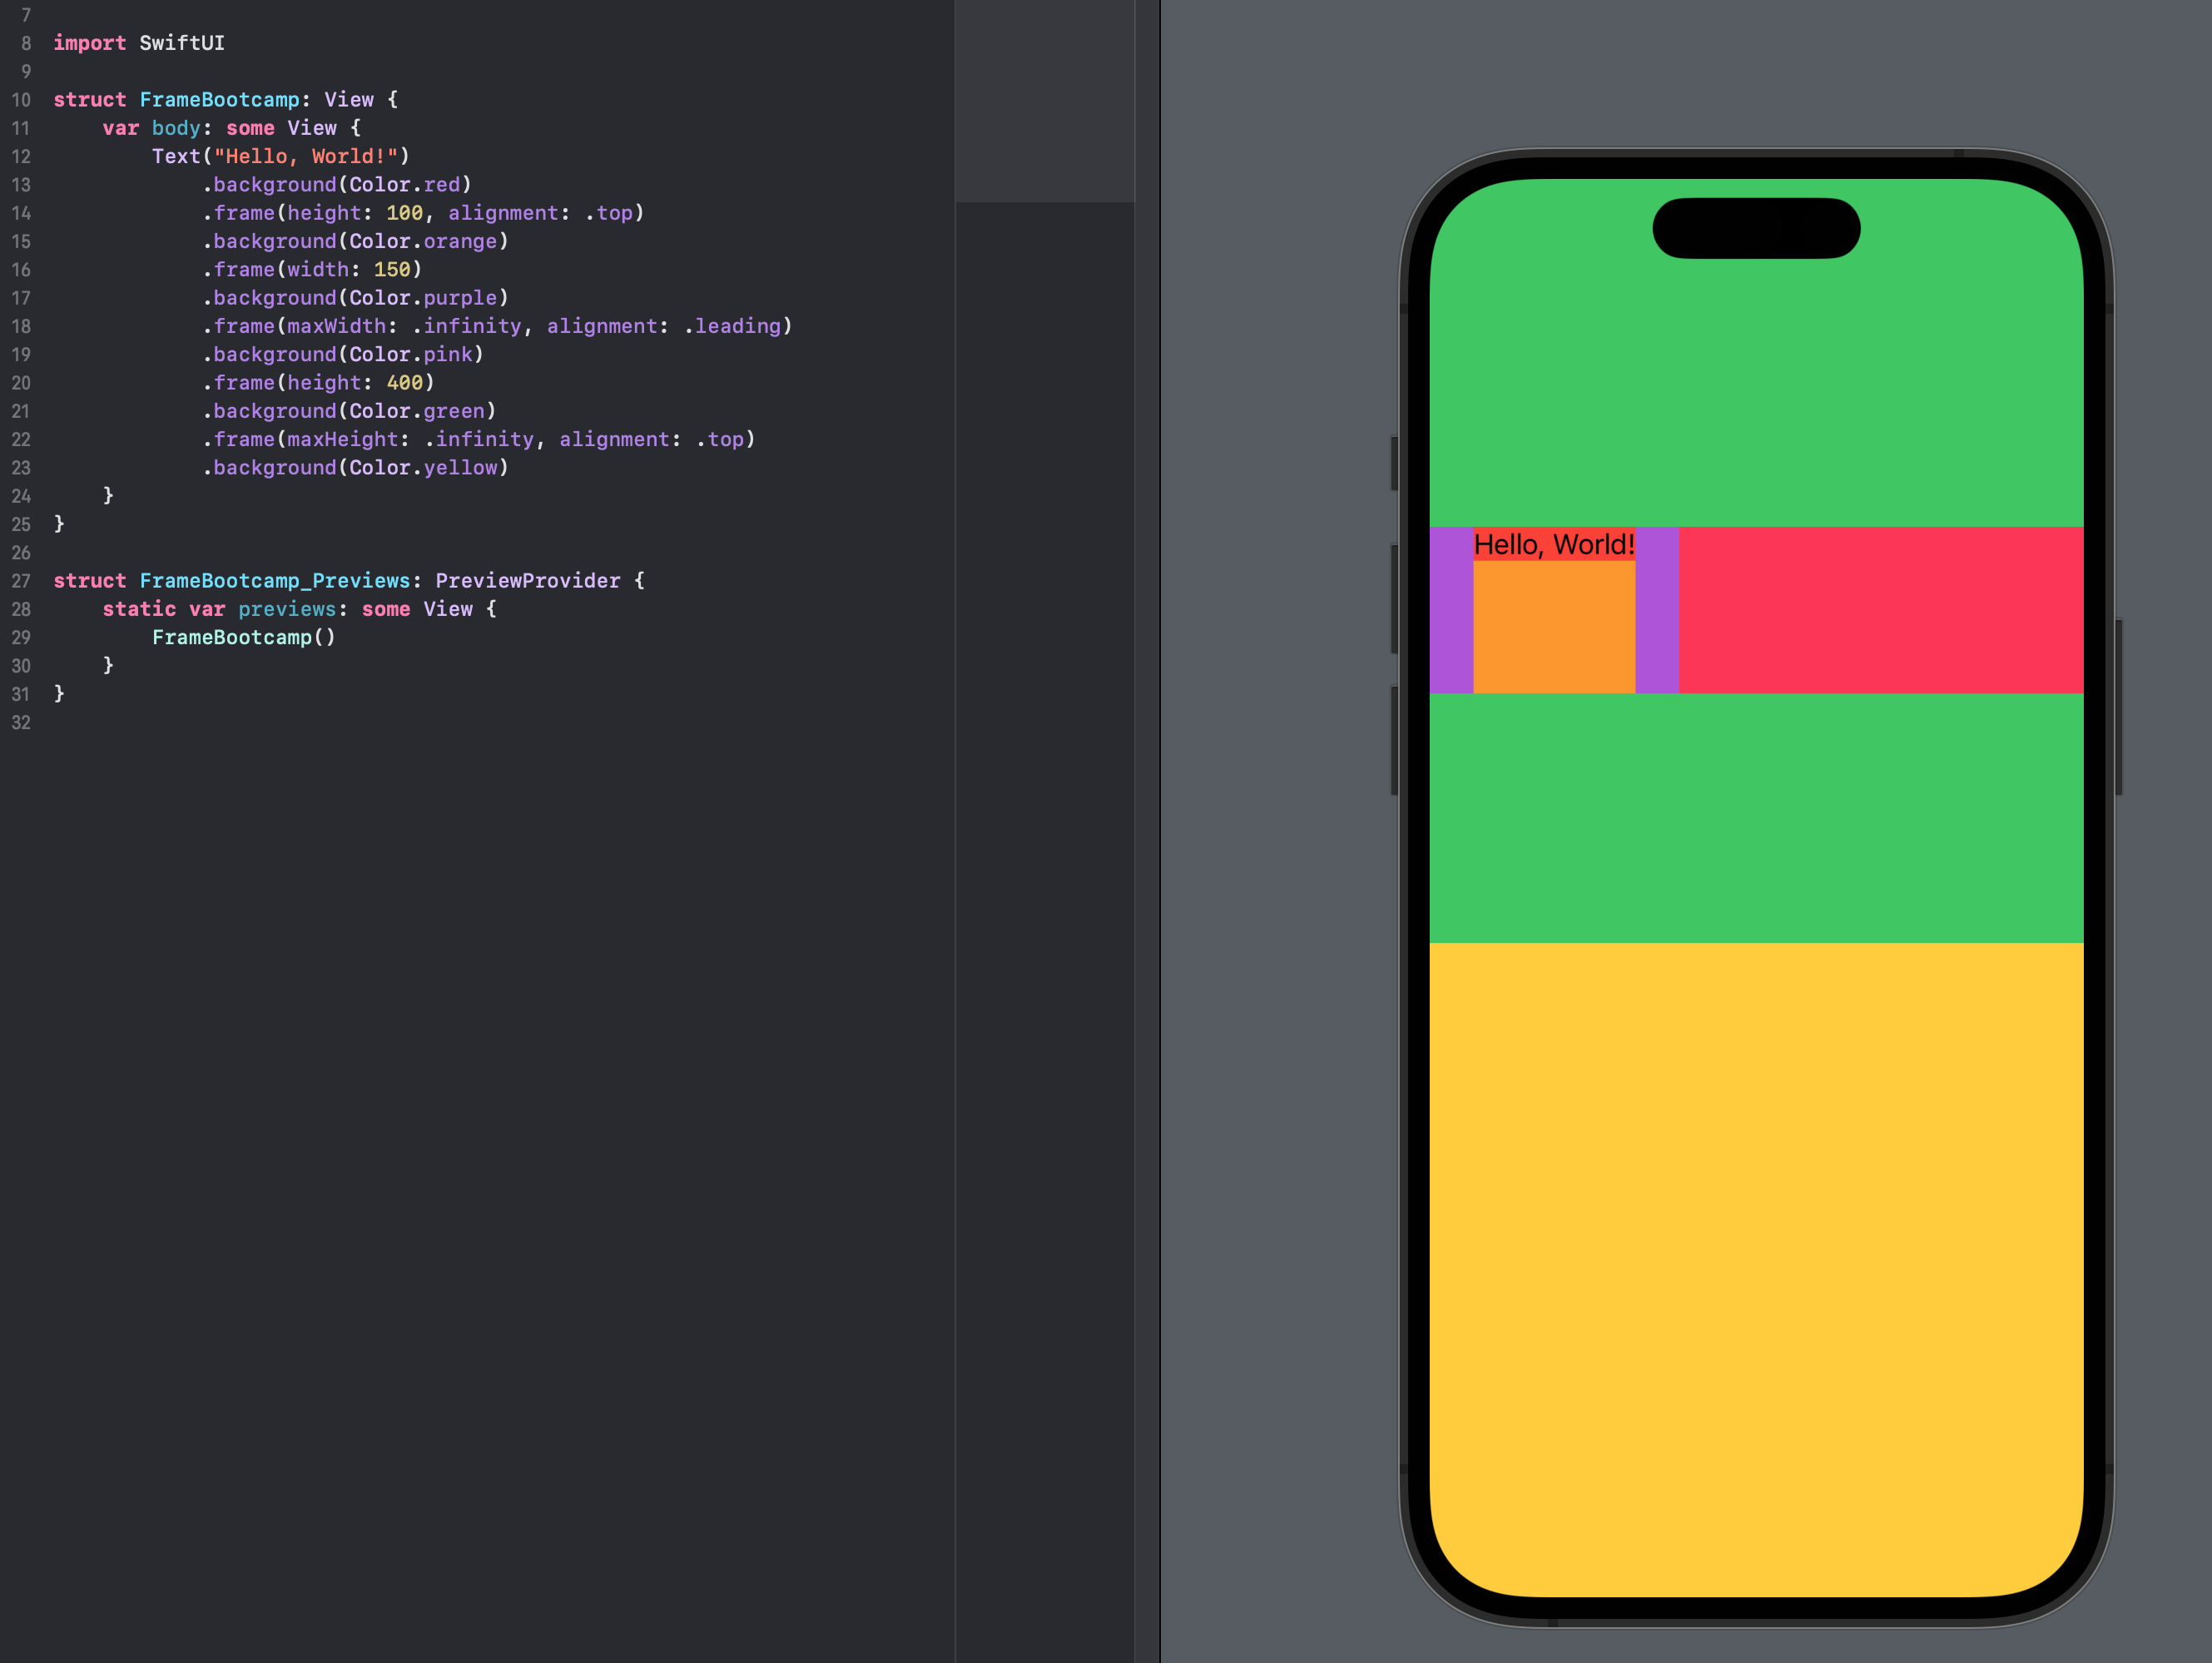 7
8 import SwiftUI
9
10 struct FrameBootcamp: View {
11     var body: some View {
12         Text("Hello, World!")
13             .background(Color.red)
14             .frame(height: 100, alignment: .top)
15             .background(Color.orange)
16             .frame(width: 150)
17             .background(Color.purple)
18             .frame(maxWidth: .infinity, alignment: .leading)
19             .background(Color.pink)
20             .frame(height: 400)
21             .background(Color.green)
22             .frame(maxHeight: .infinity, alignment: .top)
23             .background(Color.yellow)
24     }
25 }
26
27 struct FrameBootcamp_Previews: PreviewProvider {
28     static var previews: some View {
29         FrameBootcamp()
30     }
31 }
32
Hello, World!